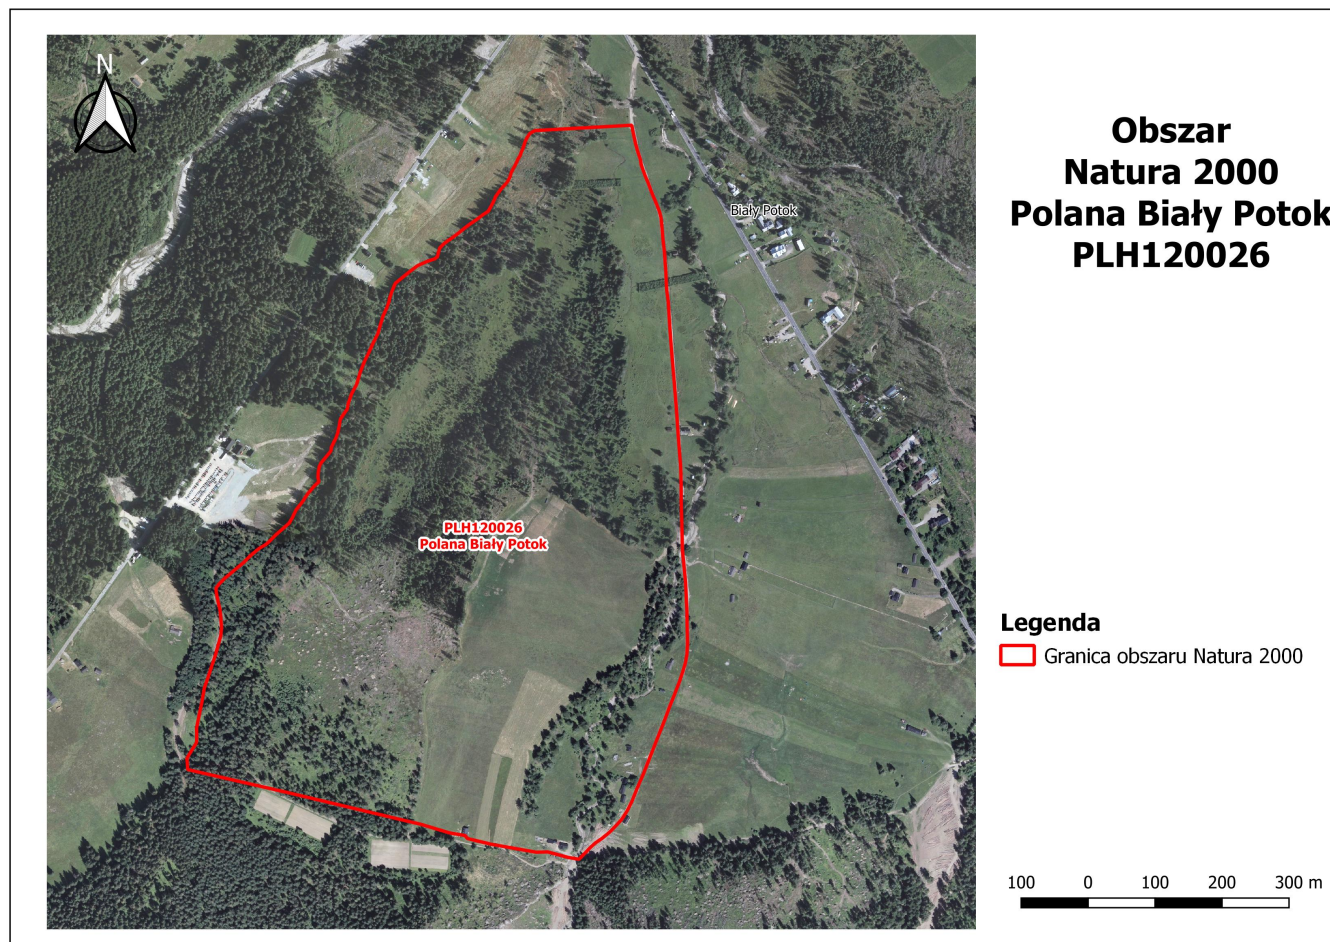 N
Obszar
Natura 2000
Polana Biały Potok
PLH120026
Biały Potok
PLH120026
Polana Biały Potok
Legenda
Granica obszaru Natura 2000
100 0 100 200 300 m